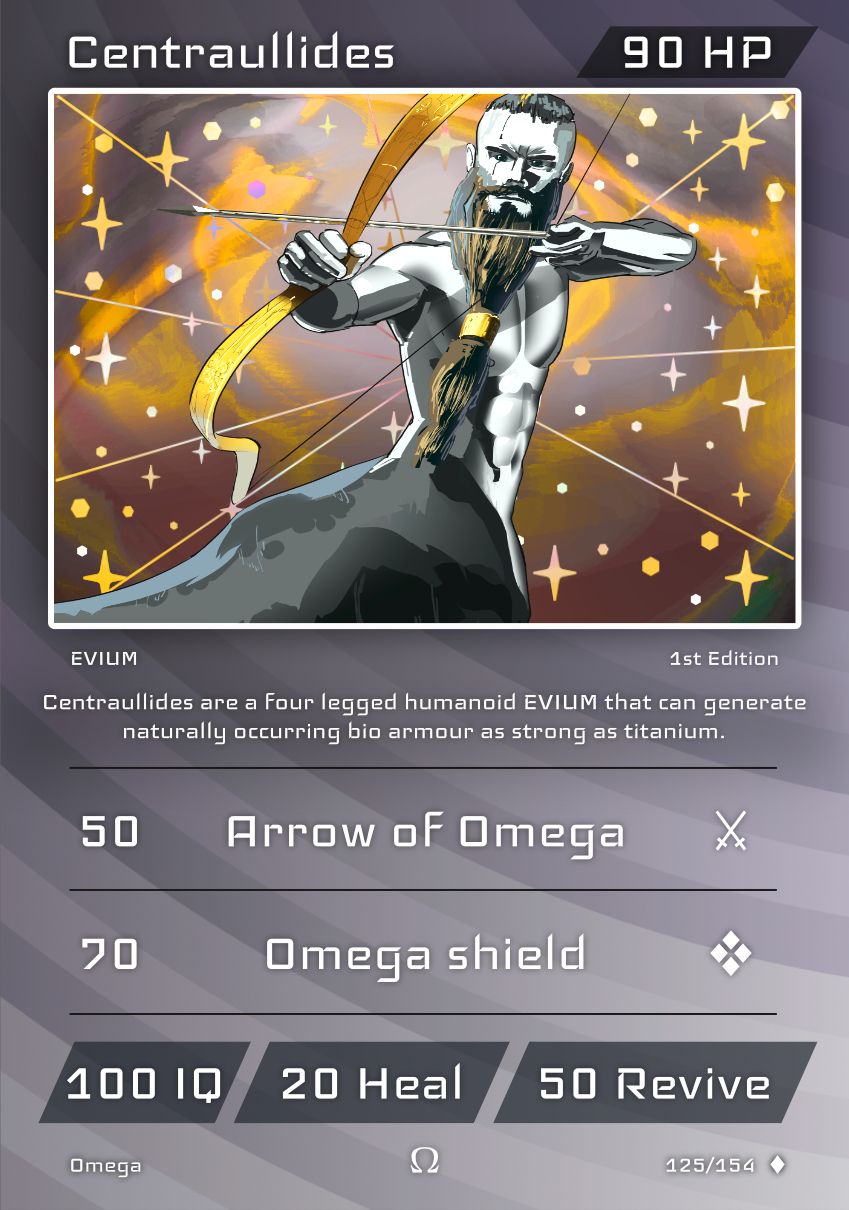 Centraullides 90 HP
EVIUM 1st Edition
Centraullides are a four legged humanoid EVIUM that can generate
naturally occurring bio armour as strong as titanium.
50 Arrow of Omega
70 Omega shield
100 IQ 20 Heal 50 Revive
Omega Ω 125/154